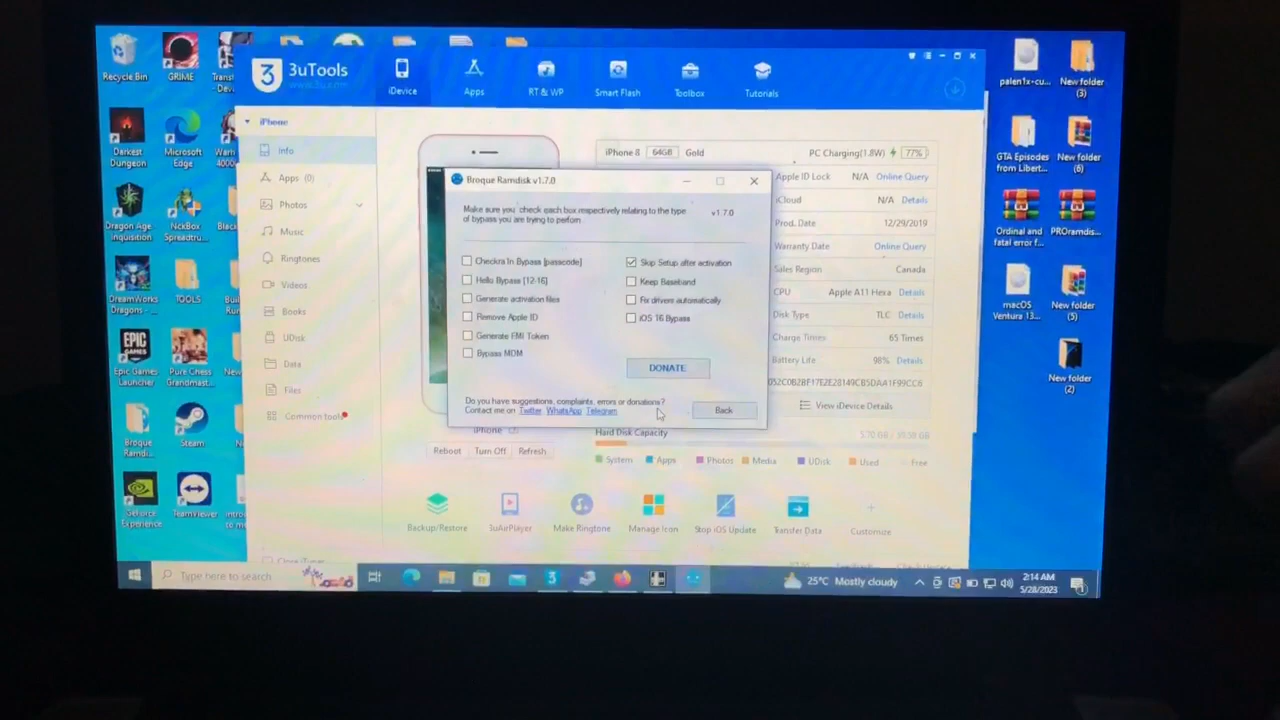 Recycle Bin
GRIME
Darkest
Dungeon
Microsoft
Edge
Dragon Age
Inquisition
DreamWorks
Dragons - ...
TOOLS
Epic Games
Launcher
Pure Chess
Grandmast...
Broque
Ramdi...
Steam
GeForce
Experience
TeamViewer
3uTools
iDevice
Apps
RT & WP
Smart Flash
Toolbox
Tutorials
iPhone
Info
Apps (0)
Photos
Music
Ringtones
Videos
Books
UDisk
Data
Files
Common tools
iPhone 8
64GB
Gold
PC Charging(1.8W)
77%
Apple ID Lock
N/A
Online Query
iCloud
N/A
Details
Prod. Date
12/29/2019
Warranty Date
Online Query
Sales Region
Canada
CPU
Apple A11 Hexa
Details
Disk Type
TLC
Details
Charge Times
65 Times
Battery Life
98%
Details
View iDevice Details
Hard Disk Capacity
System
Apps
Photos
Media
UDisk
Used
Free
iPhone
Reboot
Turn Off
Refresh
Backup/Restore
3uAirPlayer
Make Ringtone
Manage Icon
Stop iOS Update
Transfer Data
Customize
Broque Ramdisk v1.7.0
Make sure you check each box respectively relating to the type
of bypass you are trying to perform
v1.7.0
Checkra1n Bypass [passcode]
Hello Bypass [12-16]
Generate activation files
Remove Apple ID
Generate FMI Token
Bypass MDM
Skip Setup after activation
Keep Baseband
Fix drivers automatically
iOS 16 Bypass
DONATE
Do you have suggestions, complaints, errors or donations?
Contact me on Twitter WhatsApp Telegram
Back
palen1x-cu...
New folder
(3)
GTA Episodes
from Libert...
New folder
(6)
Ordinal and
fatal error f...
PROramdis...
macOS
Ventura 13...
New folder
(5)
New folder
(2)
Type here to search
25°C Mostly cloudy
2:14 AM
5/28/2023